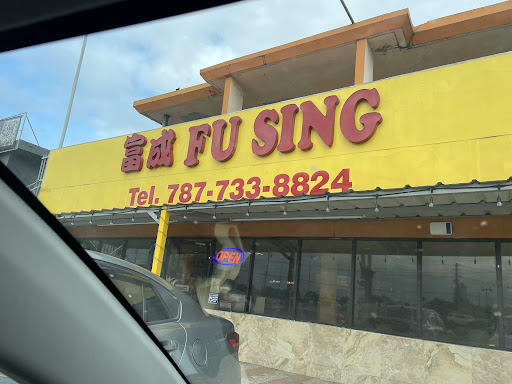 富成 FU SING
Tel. 787-733-8824
OPEN